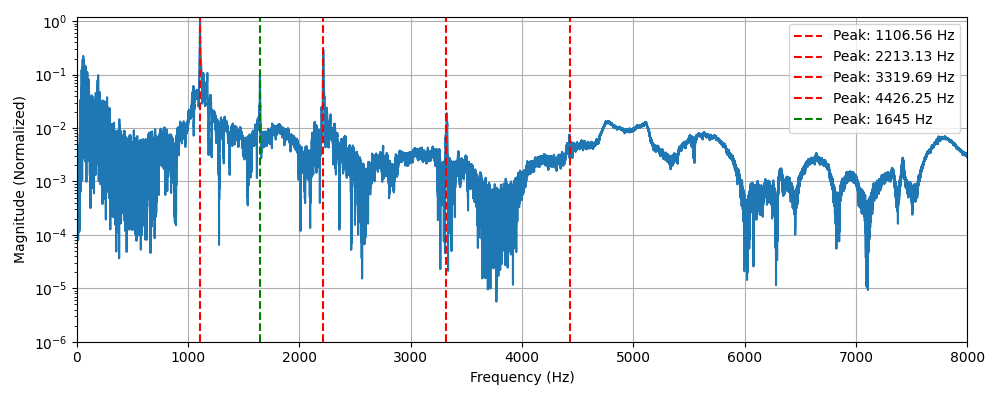 10^0
10^-1
10^-2
10^-3
10^-4
10^-5
10^-6
Magnitude (Normalized)
Peak: 1106.56 Hz
Peak: 2213.13 Hz
Peak: 3319.69 Hz
Peak: 4426.25 Hz
Peak: 1645 Hz
0 1000 2000 3000 4000 5000 6000 7000 8000
Frequency (Hz)